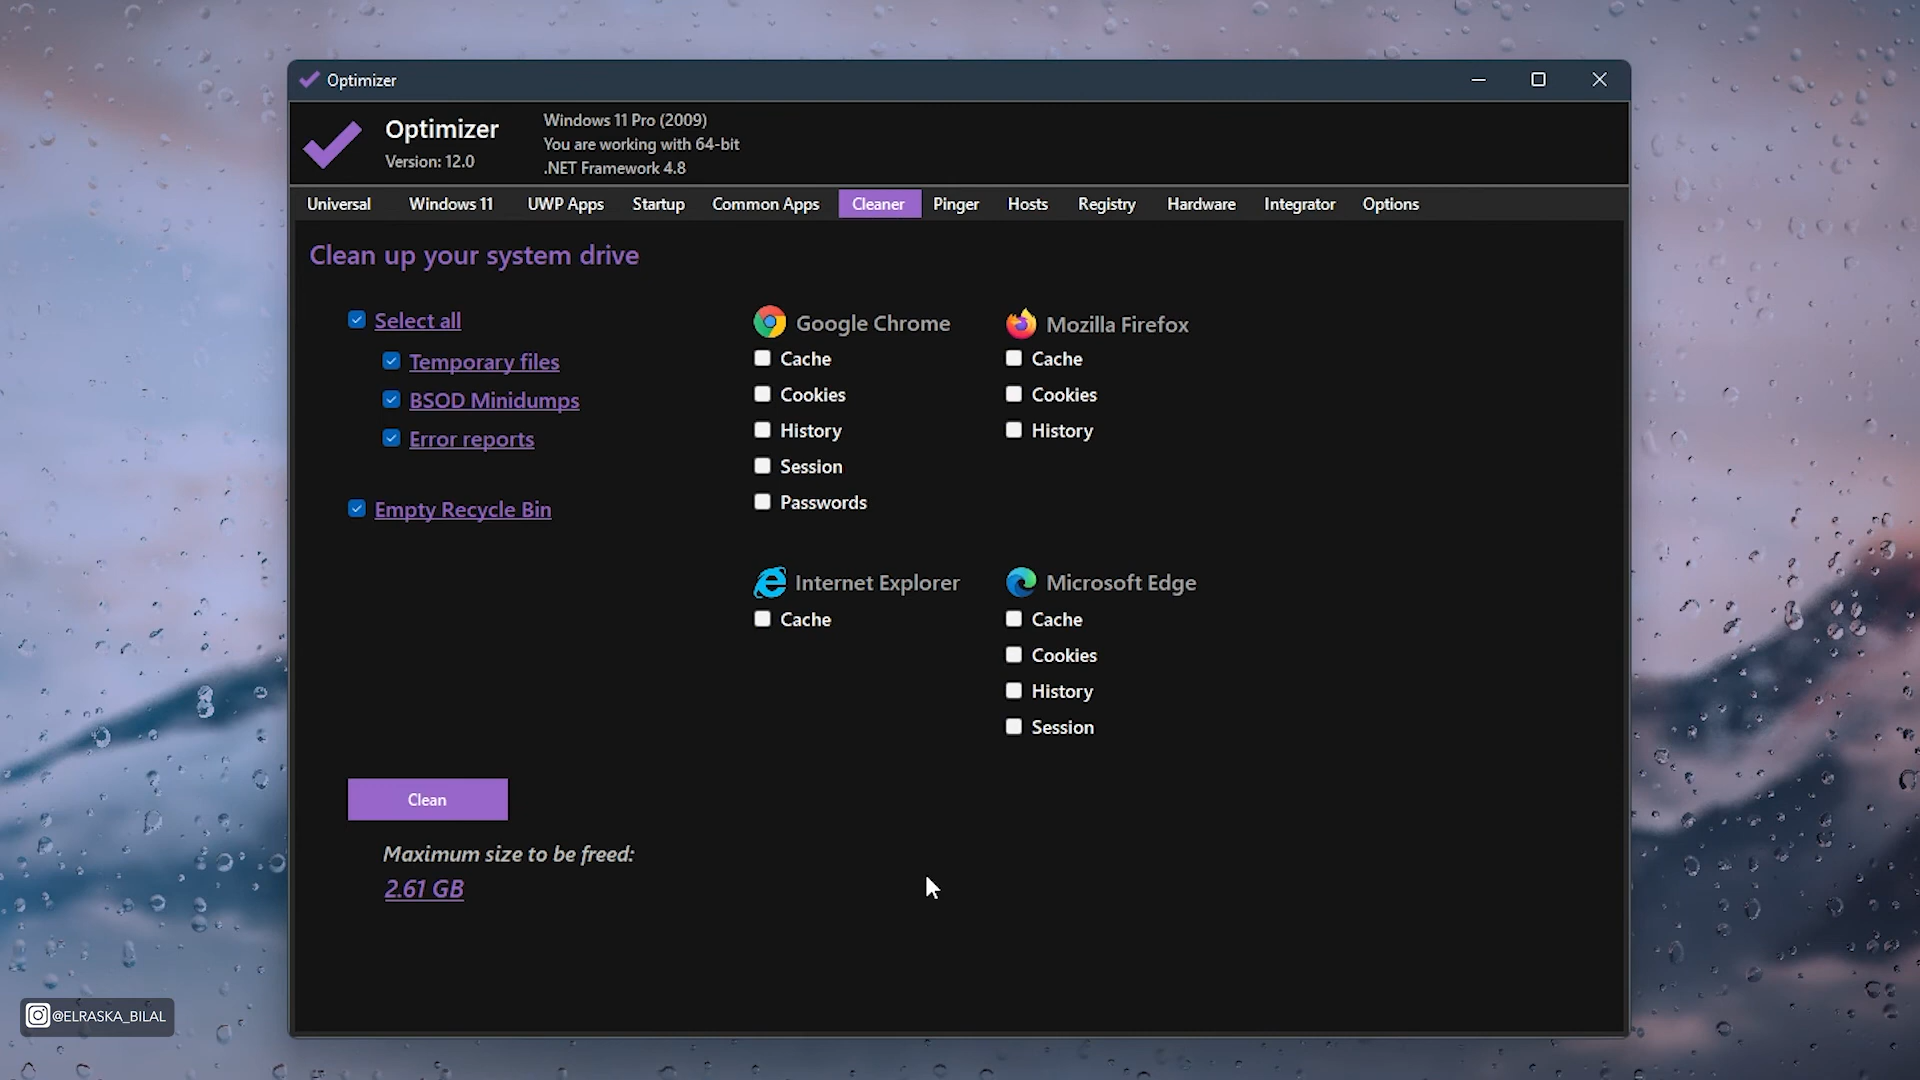 Optimizer
Optimizer
Version: 12.0
Windows 11 Pro (2009)
You are working with 64-bit
.NET Framework 4.8
Universal Windows 11 UWP Apps Startup Common Apps Cleaner Pinger Hosts Registry Hardware Integrator Options
Clean up your system drive
Select all
Temporary files
BSOD Minidumps
Error reports
Empty Recycle Bin
Google Chrome
Cache
Cookies
History
Session
Passwords
Mozilla Firefox
Cache
Cookies
History
Internet Explorer
Cache
Microsoft Edge
Cache
Cookies
History
Session
Clean
Maximum size to be freed:
2.61 GB
@ELRASKA_BILAL